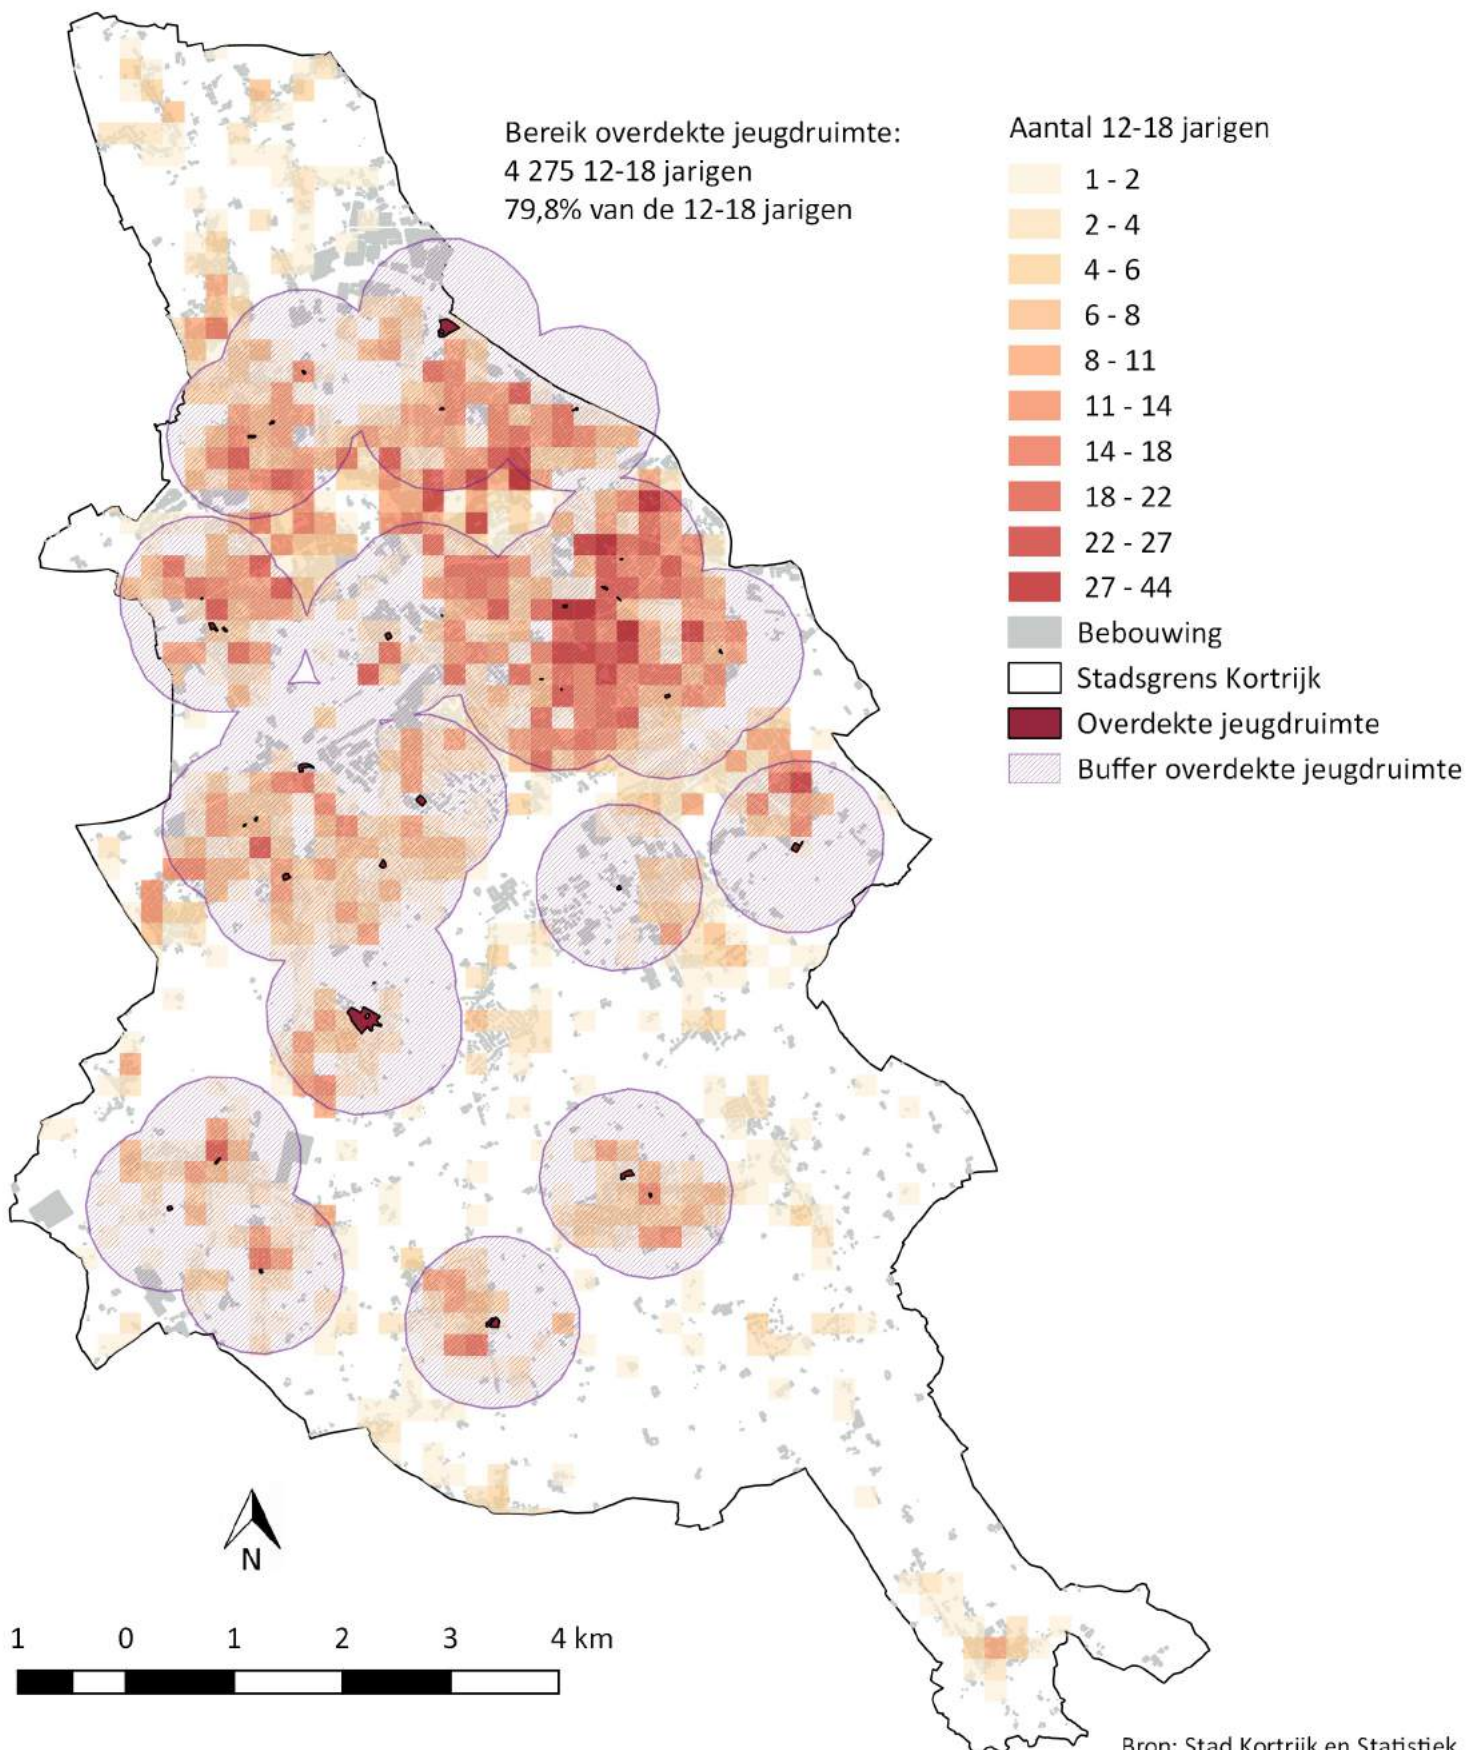 Bereik overdekte jeugdruimte:
4 275 12-18 jarigen
79,8% van de 12-18 jarigen
Aantal 12-18 jarigen
1 - 2
2 - 4
4 - 6
6 - 8
8 - 11
11 - 14
14 - 18
18 - 22
22 - 27
27 - 44
Bebouwing
Stadsgrens Kortrijk
Overdekte jeugdruimte
Buffer overdekte jeugdruimte
N
1 0 1 2 3 4 km
Bron: Stad Kortrijk en Statistiek